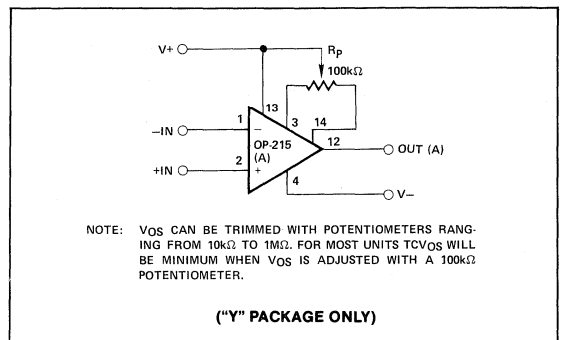 V+
RP
100kΩ
13
3
14
1
−IN
−
OP-215
(A)
12
OUT (A)
2
+IN
+
4
V−
NOTE: VOS CAN BE TRIMMED WITH POTENTIOMETERS RANG-
ING FROM 10kΩ TO 1MΩ. FOR MOST UNITS TCVOS WILL
BE MINIMUM WHEN VOS IS ADJUSTED WITH A 100kΩ
POTENTIOMETER.
("Y" PACKAGE ONLY)